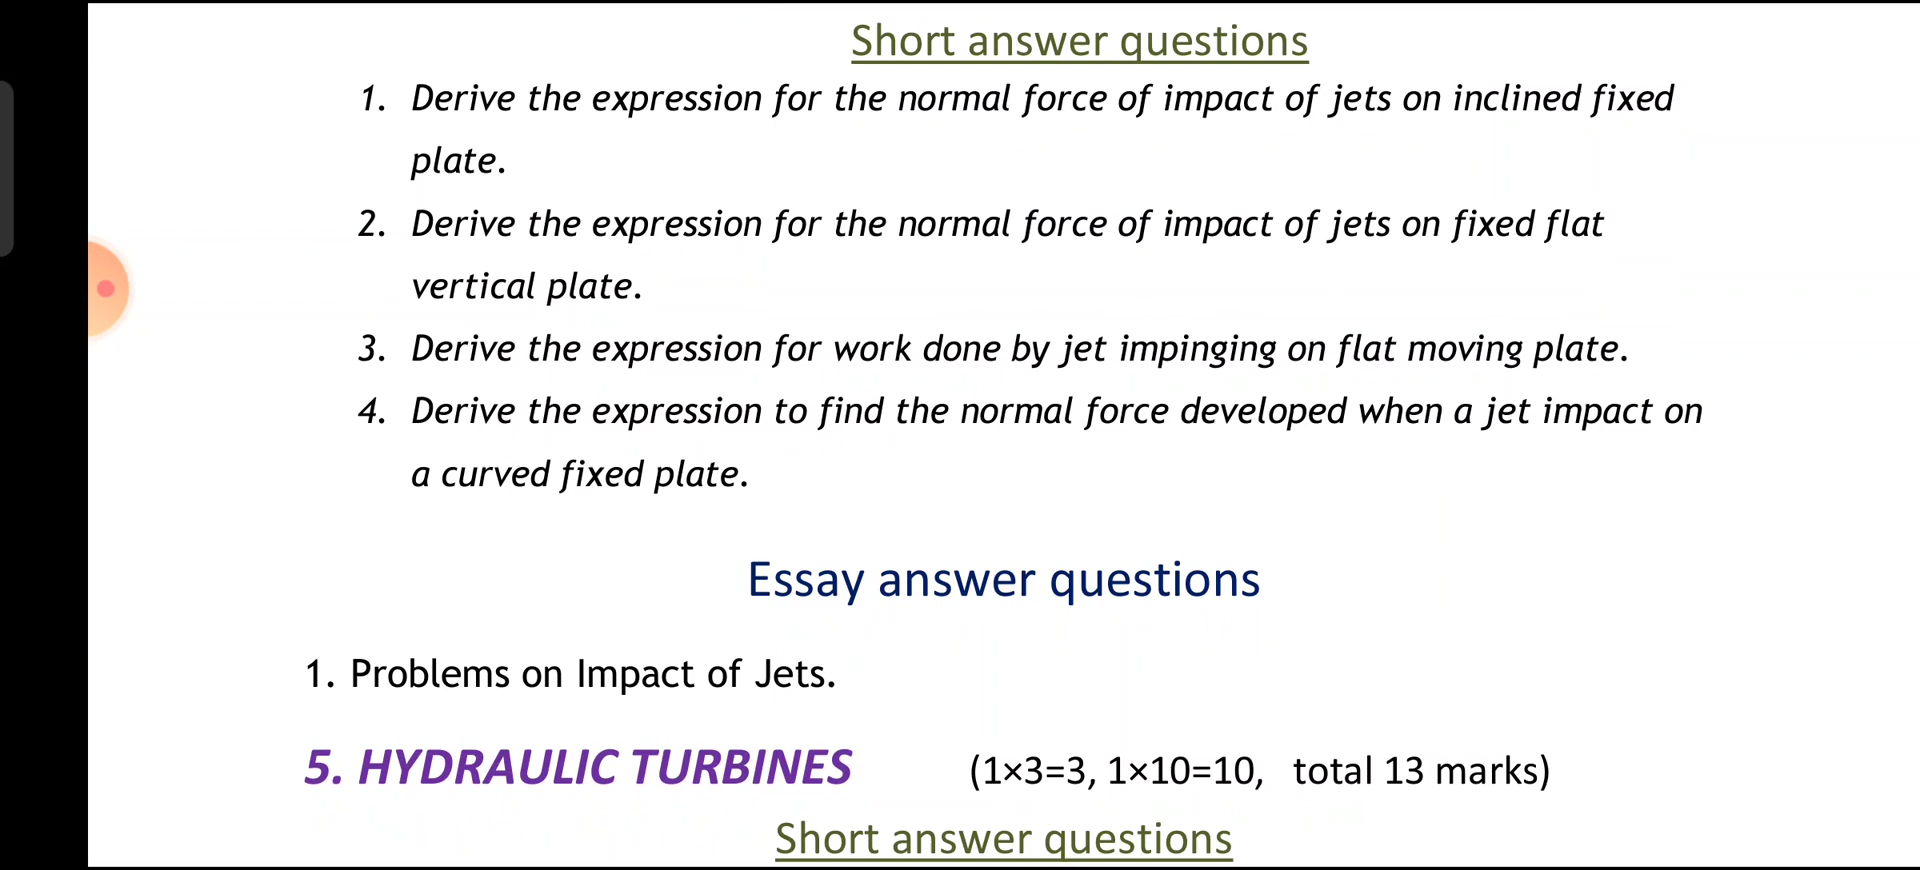 Short answer questions
1. Derive the expression for the normal force of impact of jets on inclined fixed
plate.
2. Derive the expression for the normal force of impact of jets on fixed flat
vertical plate.
3. Derive the expression for work done by jet impinging on flat moving plate.
4. Derive the expression to find the normal force developed when a jet impact on
a curved fixed plate.
Essay answer questions
1. Problems on Impact of Jets.
5. HYDRAULIC TURBINES (1×3=3, 1×10=10, total 13 marks)
Short answer questions